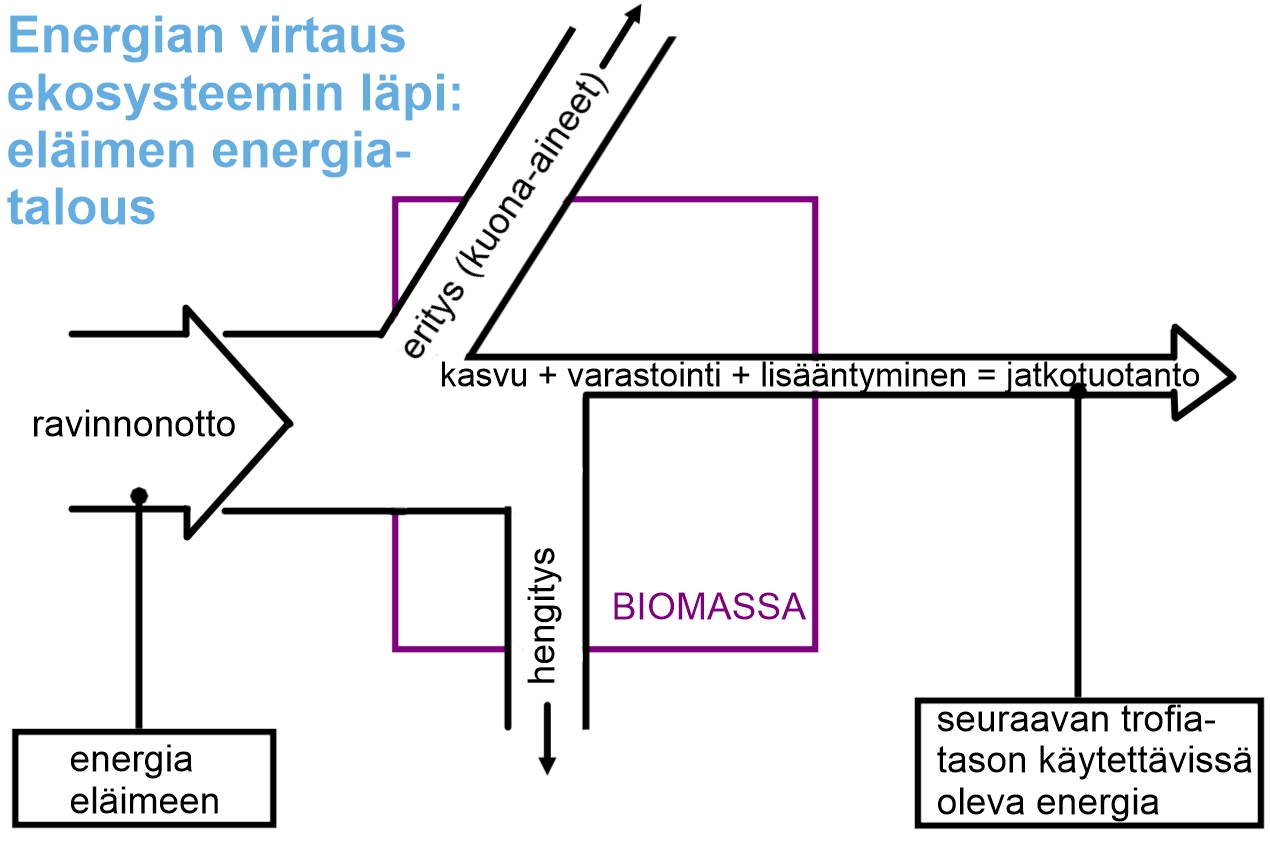 Energian virtaus
ekosysteemin läpi:
eläimen energia-
talous
eritys (kuona-aineet)
kasvu + varastointi + lisääntyminen = jatkotuotanto
ravinnonotto
hengitys
BIOMASSA
energia
eläimeen
seuraavan trofia-
tason käytettävissä
oleva energia